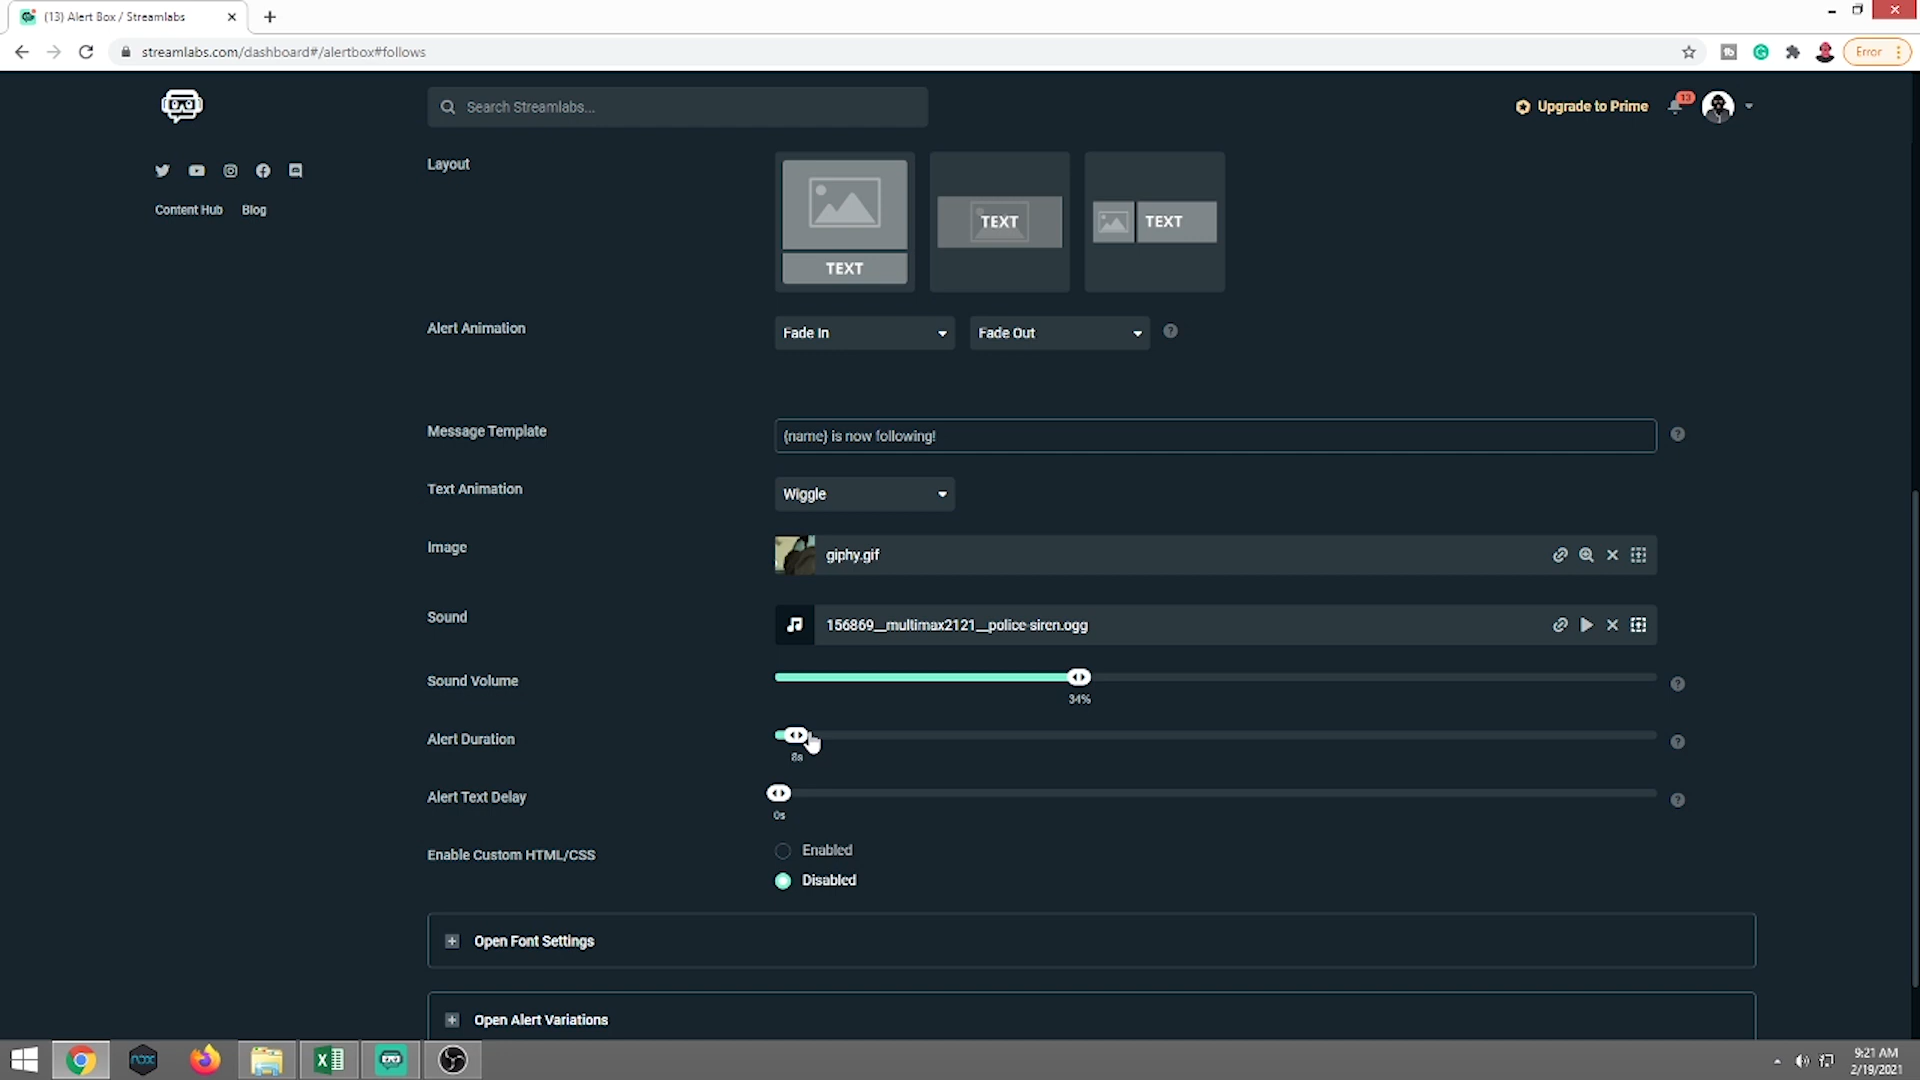 (13) Alert Box / Streamlabs
streamlabs.com/dashboard#/alertbox#follows
Error
Search Streamlabs...
Upgrade to Prime
13
Content Hub
Blog
Layout
TEXT
TEXT
TEXT
Alert Animation
Fade In
Fade Out
Message Template
{name} is now following!
Text Animation
Wiggle
Image
giphy.gif
Sound
156869__multimax2121__police-siren.ogg
Sound Volume
34%
Alert Duration
8s
Alert Text Delay
0s
Enable Custom HTML/CSS
Enabled
Disabled
Open Font Settings
Open Alert Variations
nox
9:21 AM
2/19/2021